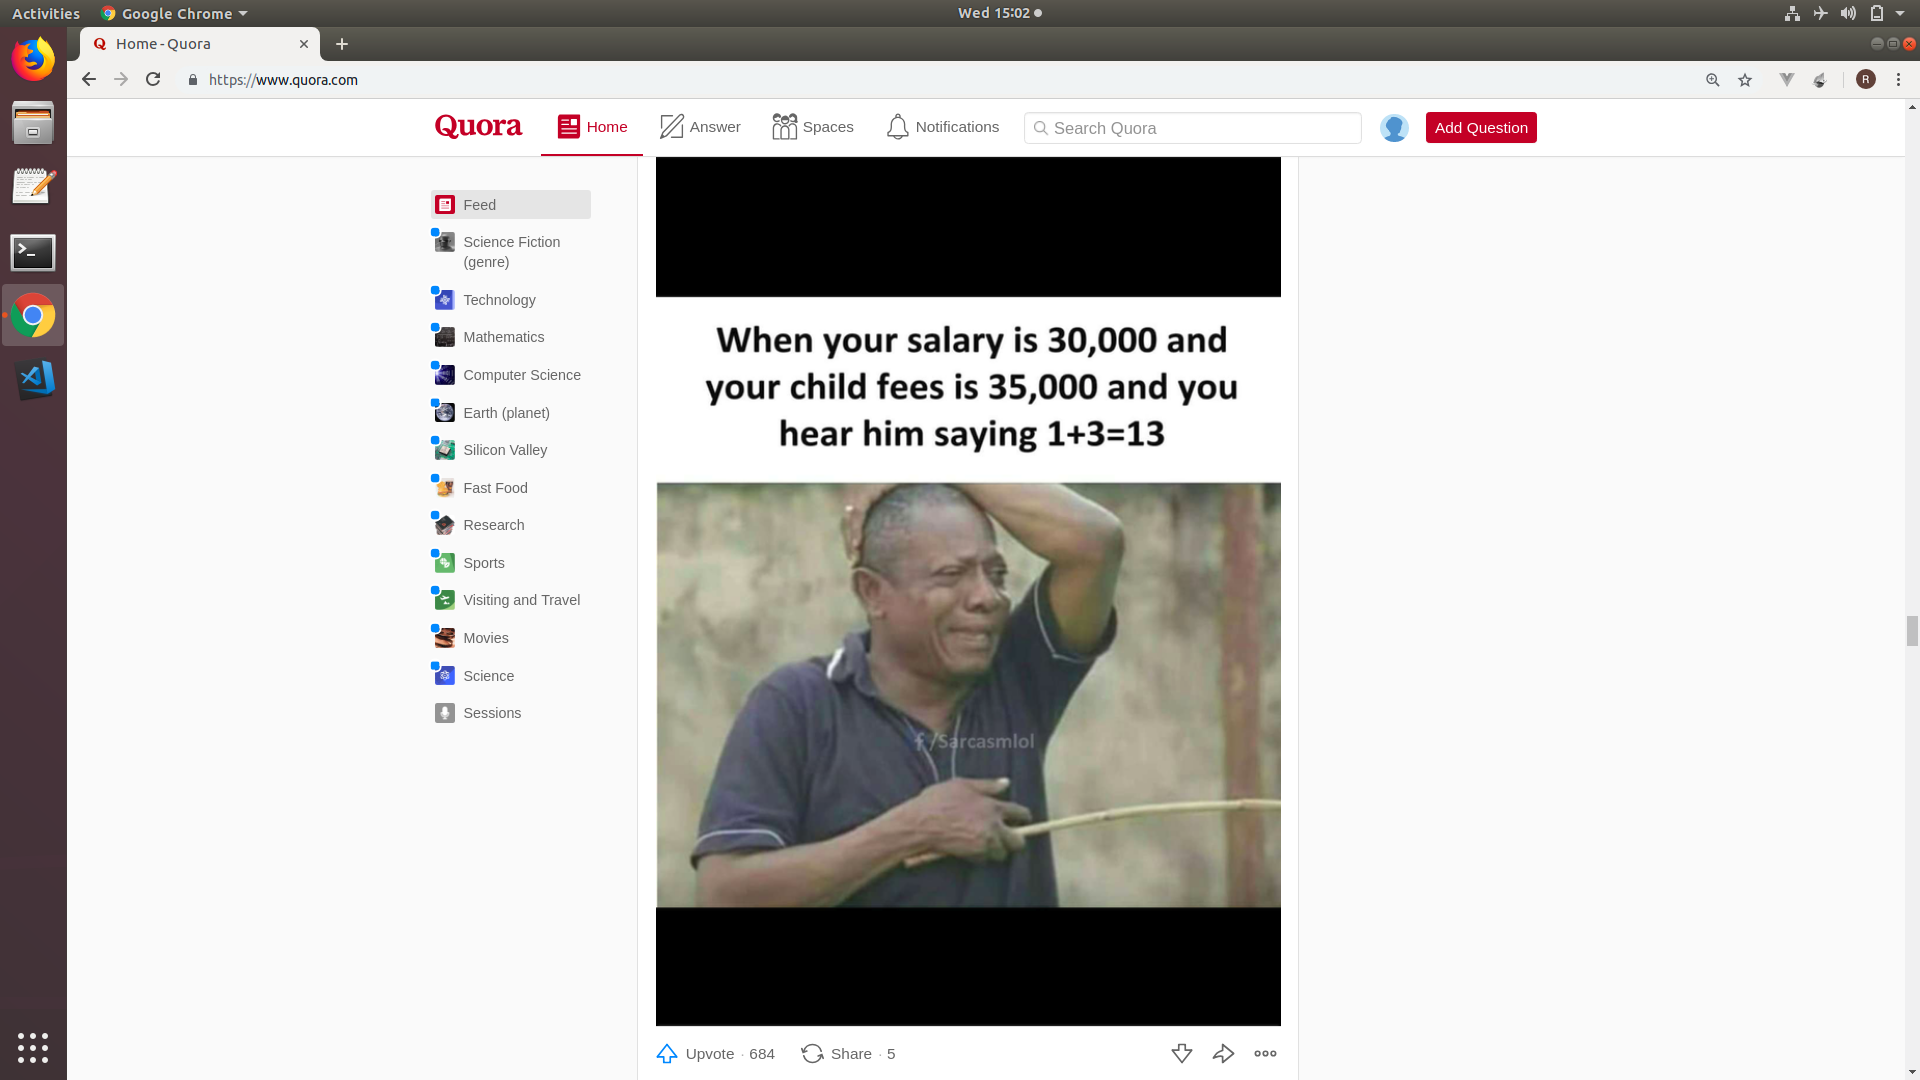 Activities
Google Chrome
Wed 15:02
Home - Quora
https://www.quora.com
R
Quora
Home
Answer
Spaces
Notifications
Search Quora
Add Question
Feed
Science Fiction
(genre)
Technology
Mathematics
Computer Science
Earth (planet)
Silicon Valley
Fast Food
Research
Sports
Visiting and Travel
Movies
Science
Sessions
When your salary is 30,000 and
your child fees is 35,000 and you
hear him saying 1+3=13
f/Sarcasmlol
Upvote · 684
Share · 5